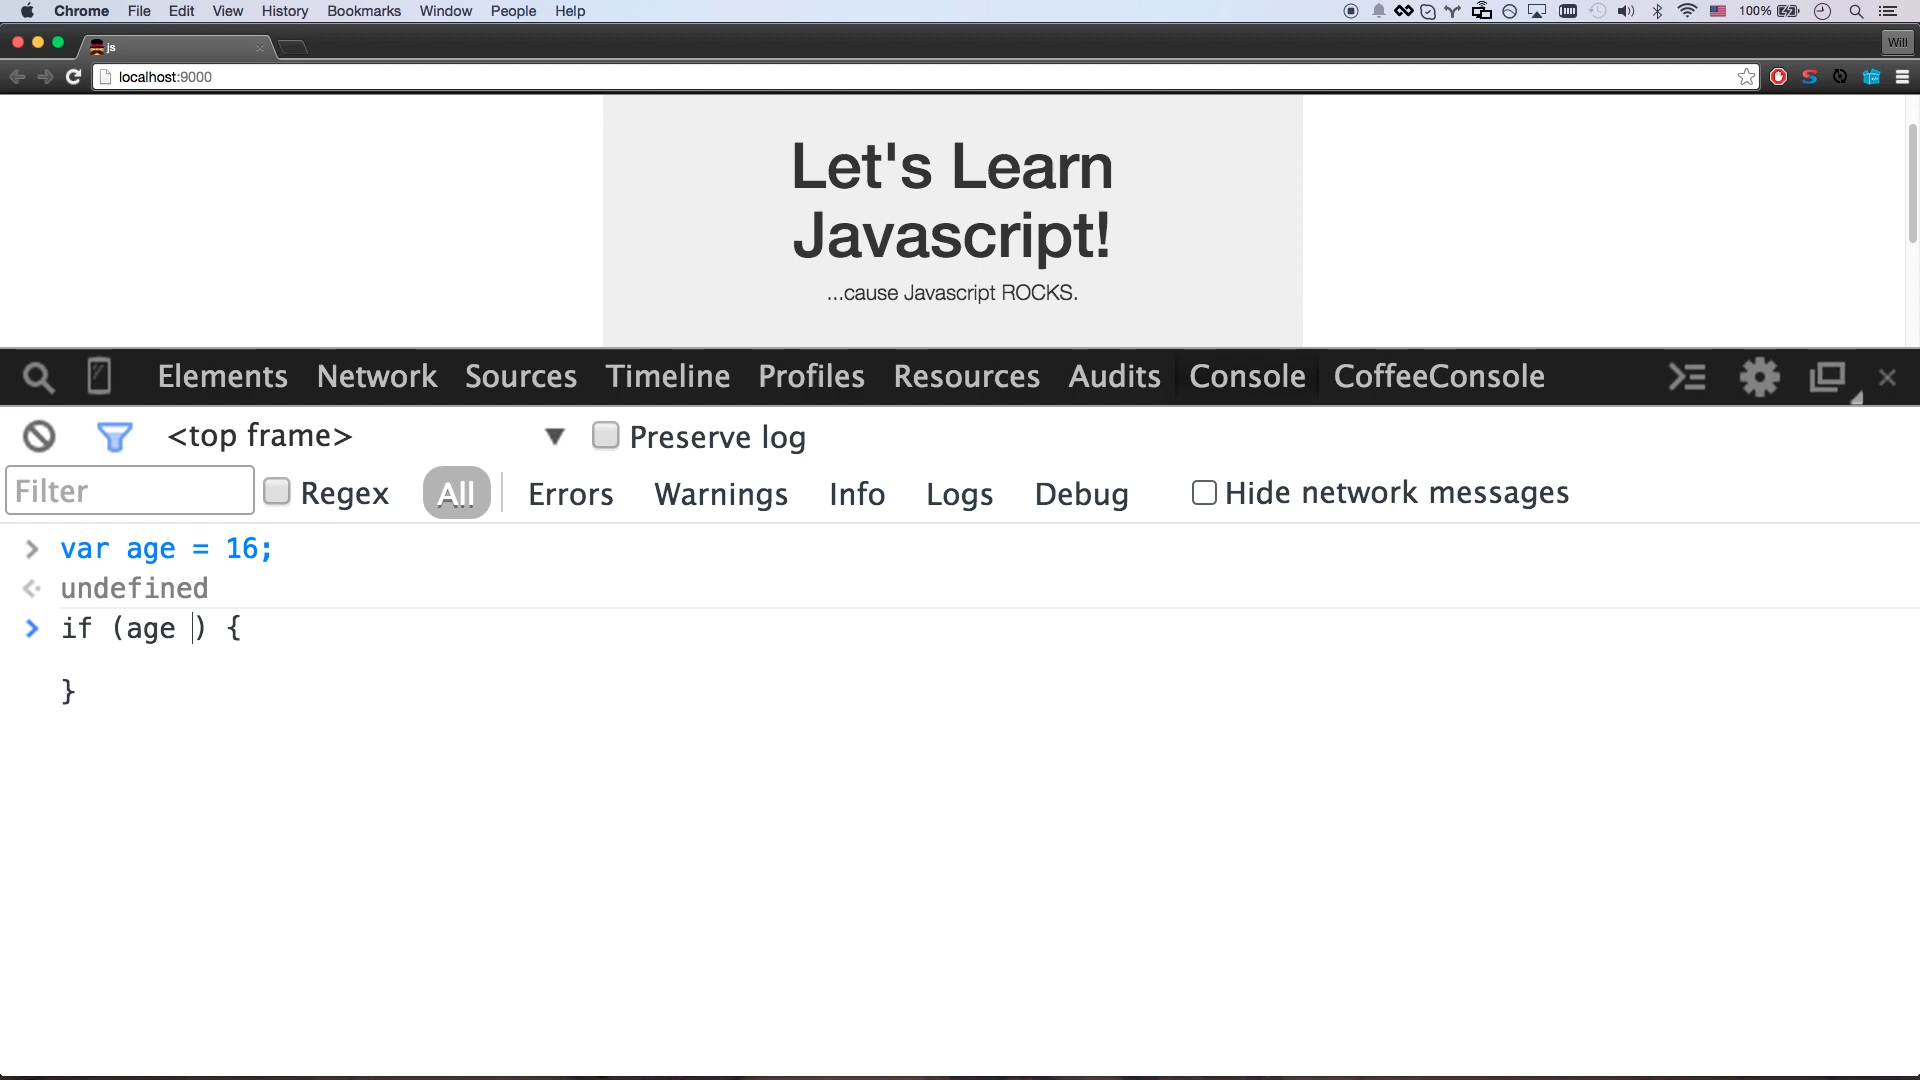 Chrome File Edit View History Bookmarks Window People Help 100%
js Will
localhost:9000
Let's Learn
Javascript!
...cause Javascript ROCKS.
Elements Network Sources Timeline Profiles Resources Audits Console CoffeeConsole
<top frame> Preserve log
Filter Regex All Errors Warnings Info Logs Debug Hide network messages
var age = 16;
undefined
if (age ) {
}